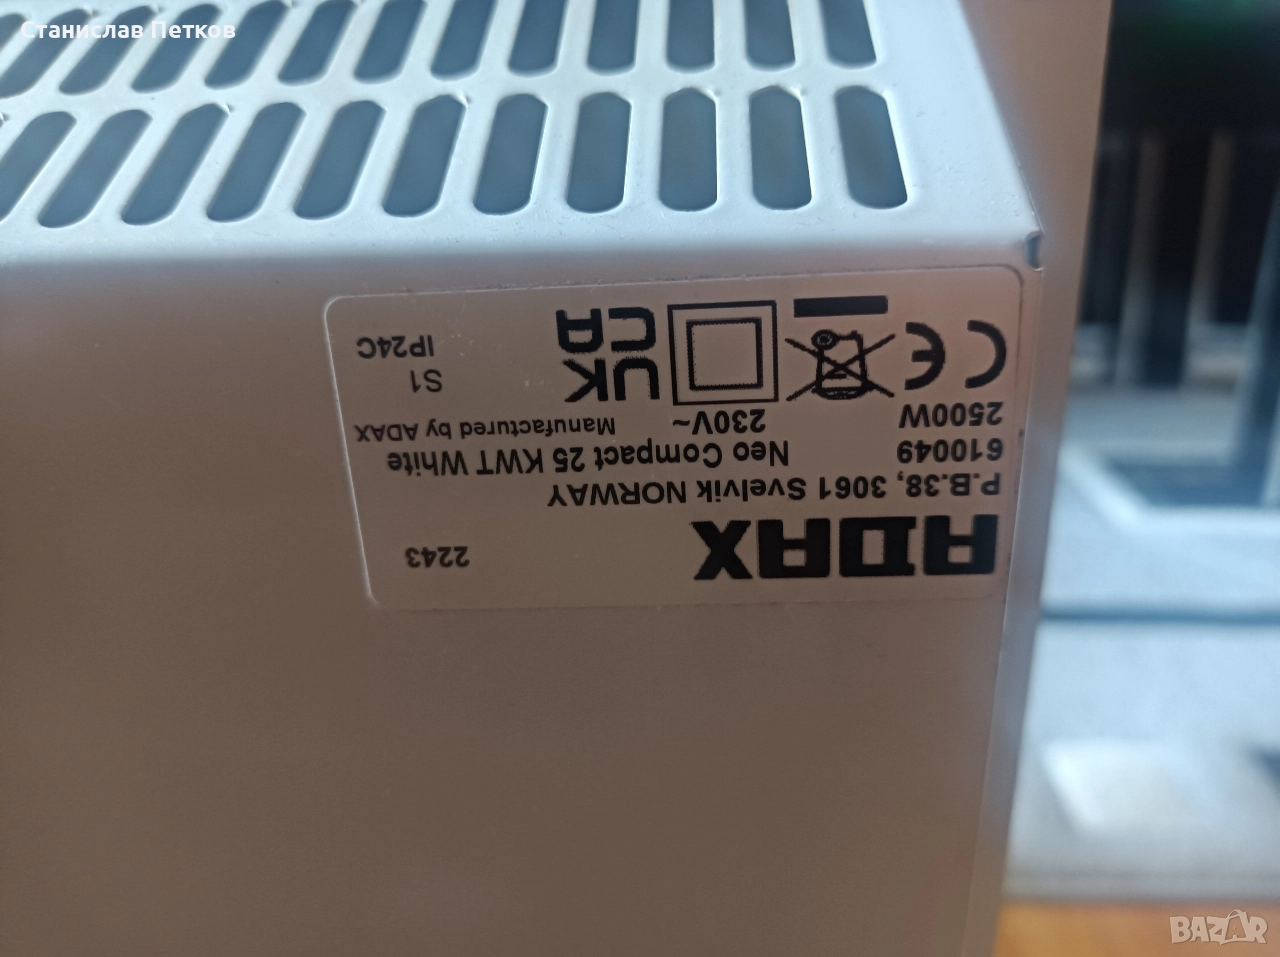 Станислав Петков
ADAX
2243
P.B.38, 3061 Svelvik NORWAY
610049 Neo Compact 25 KWT White
2500W 230V~ Manufactured by ADAX
CE UK CA S1
IP24C
BAZAR